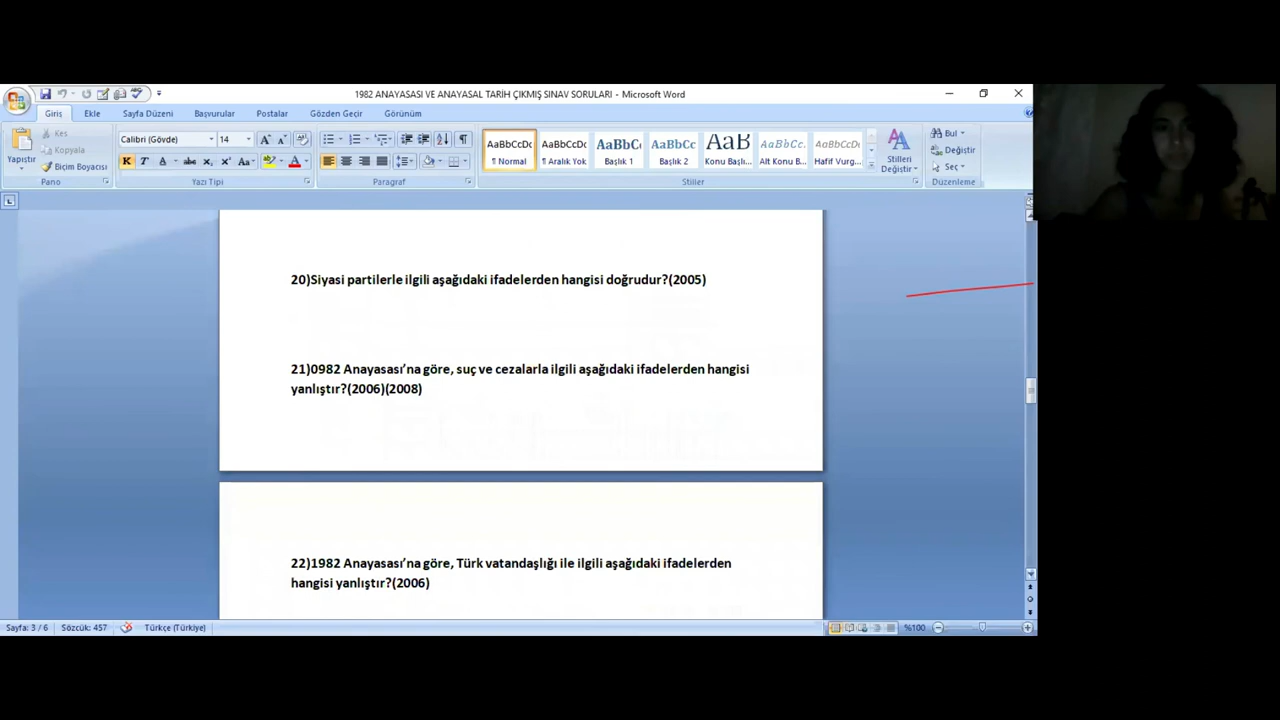 1982 ANAYASASI VE ANAYASAL TARİH ÇIKMIŞ SINAV SORULARI - Microsoft Word
Giriş Ekle Sayfa Düzeni Başvurular Postalar Gözden Geçir Görünüm
Yapıştır
Kes
Kopyala
Biçim Boyacısı
Pano
Calibri (Gövde) 14
Yazı Tipi
Paragraf
AaBbCcDc AaBbCcDc AaBbC AaBbCc AaB AaBbCc. AaBbCcDc
¶ Normal ¶ Aralık Yok Başlık 1 Başlık 2 Konu Başlı... Alt Konu B... Hafif Vurg...
Stiller
Stilleri
Değiştir
Bul
Değiştir
Seç
Düzenleme
20)Siyasi partilerle ilgili aşağıdaki ifadelerden hangisi doğrudur?(2005)
21)0982 Anayasası’na göre, suç ve cezalarla ilgili aşağıdaki ifadelerden hangisi
yanlıştır?(2006)(2008)
22)1982 Anayasası’na göre, Türk vatandaşlığı ile ilgili aşağıdaki ifadelerden
hangisi yanlıştır?(2006)
Sayfa: 3 / 6 Sözcük: 457 Türkçe (Türkiye) %100